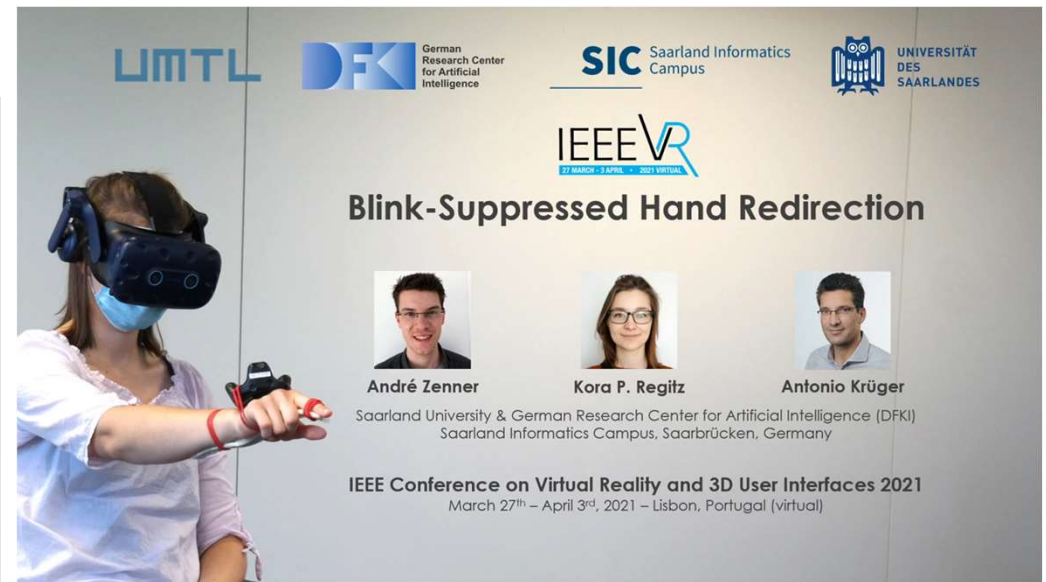 UMTL
DFKI
German
Research Center
for Artificial
Intelligence
SIC
Saarland Informatics
Campus
UNIVERSITÄT
DES
SAARLANDES
IEEE VR
27 MARCH - 3 APRIL • 2021 VIRTUAL
Blink-Suppressed Hand Redirection
André Zenner
Kora P. Regitz
Antonio Krüger
Saarland University & German Research Center for Artificial Intelligence (DFKI)
Saarland Informatics Campus, Saarbrücken, Germany
IEEE Conference on Virtual Reality and 3D User Interfaces 2021
March 27th – April 3rd, 2021 – Lisbon, Portugal (virtual)